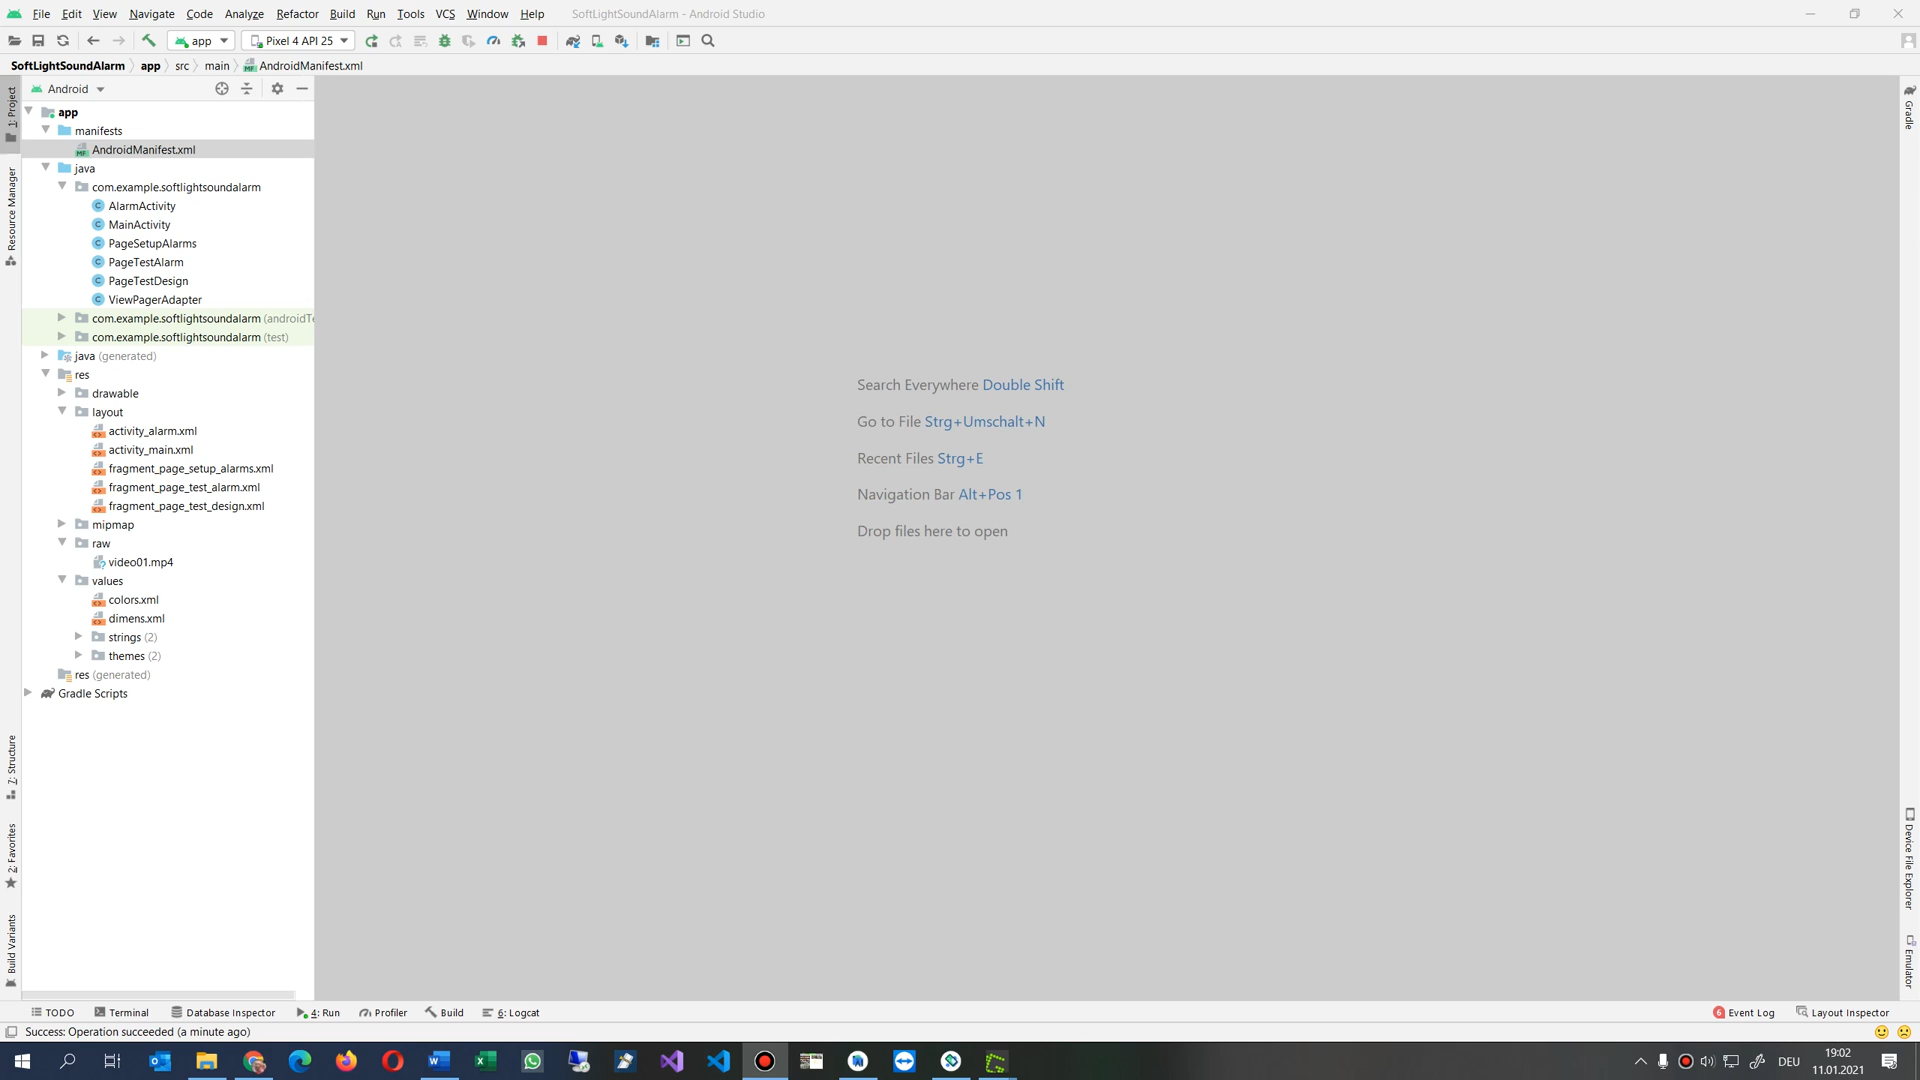 File Edit View Navigate Code Analyze Refactor Build Run Tools VCS Window Help SoftLightSoundAlarm - Android Studio
app Pixel 4 API 25
SoftLightSoundAlarm app src main AndroidManifest.xml
Android
1: Project
Resource Manager
7: Structure
2: Favorites
Build Variants
app
manifests
AndroidManifest.xml
java
com.example.softlightsoundalarm
AlarmActivity
MainActivity
PageSetupAlarms
PageTestAlarm
PageTestDesign
ViewPagerAdapter
com.example.softlightsoundalarm (androidTe
com.example.softlightsoundalarm (test)
java (generated)
res
drawable
layout
activity_alarm.xml
activity_main.xml
fragment_page_setup_alarms.xml
fragment_page_test_alarm.xml
fragment_page_test_design.xml
mipmap
raw
video01.mp4
values
colors.xml
dimens.xml
strings (2)
themes (2)
res (generated)
Gradle Scripts
Search Everywhere Double Shift
Go to File Strg+Umschalt+N
Recent Files Strg+E
Navigation Bar Alt+Pos 1
Drop files here to open
Gradle
Device File Explorer
Emulator
TODO Terminal Database Inspector 4: Run Profiler Build 6: Logcat 6 Event Log Layout Inspector
Success: Operation succeeded (a minute ago)
DEU
19:02
11.01.2021